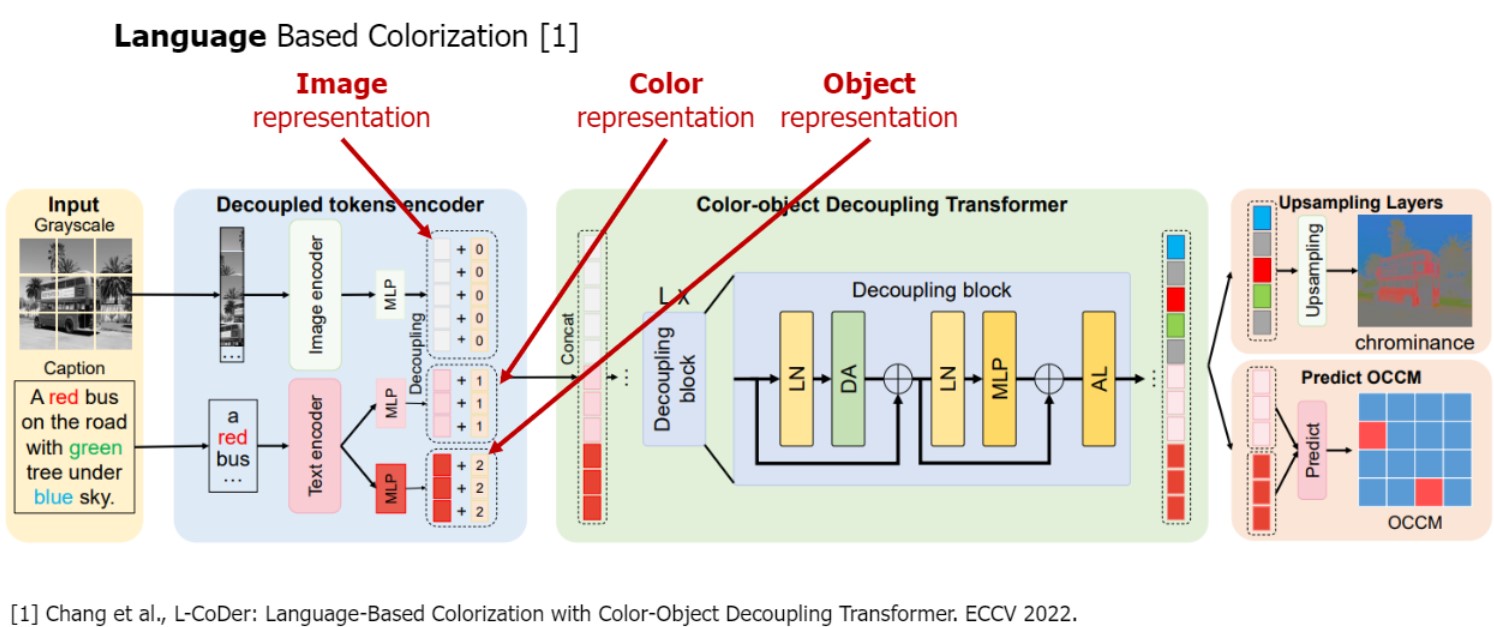 Language Based Colorization [1]
Image
representation
Color
representation
Object
representation
Input
Grayscale
Caption
A red bus
on the road
with green
tree under
blue sky.
Decoupled tokens encoder
...
Image encoder
MLP
+ 0
+ 0
+ 0
+ 0
+ 0
Decoupling
a
red
bus
...
Text encoder
MLP
+ 1
+ 1
+ 1
MLP
+ 2
+ 2
+ 2
Color-object Decoupling Transformer
Concat
L x
Decoupling
block
Decoupling block
LN
DA
LN
MLP
AL
Upsampling Layers
Upsampling
chrominance
Predict OCCM
Predict
OCCM
[1] Chang et al., L-CoDer: Language-Based Colorization with Color-Object Decoupling Transformer. ECCV 2022.